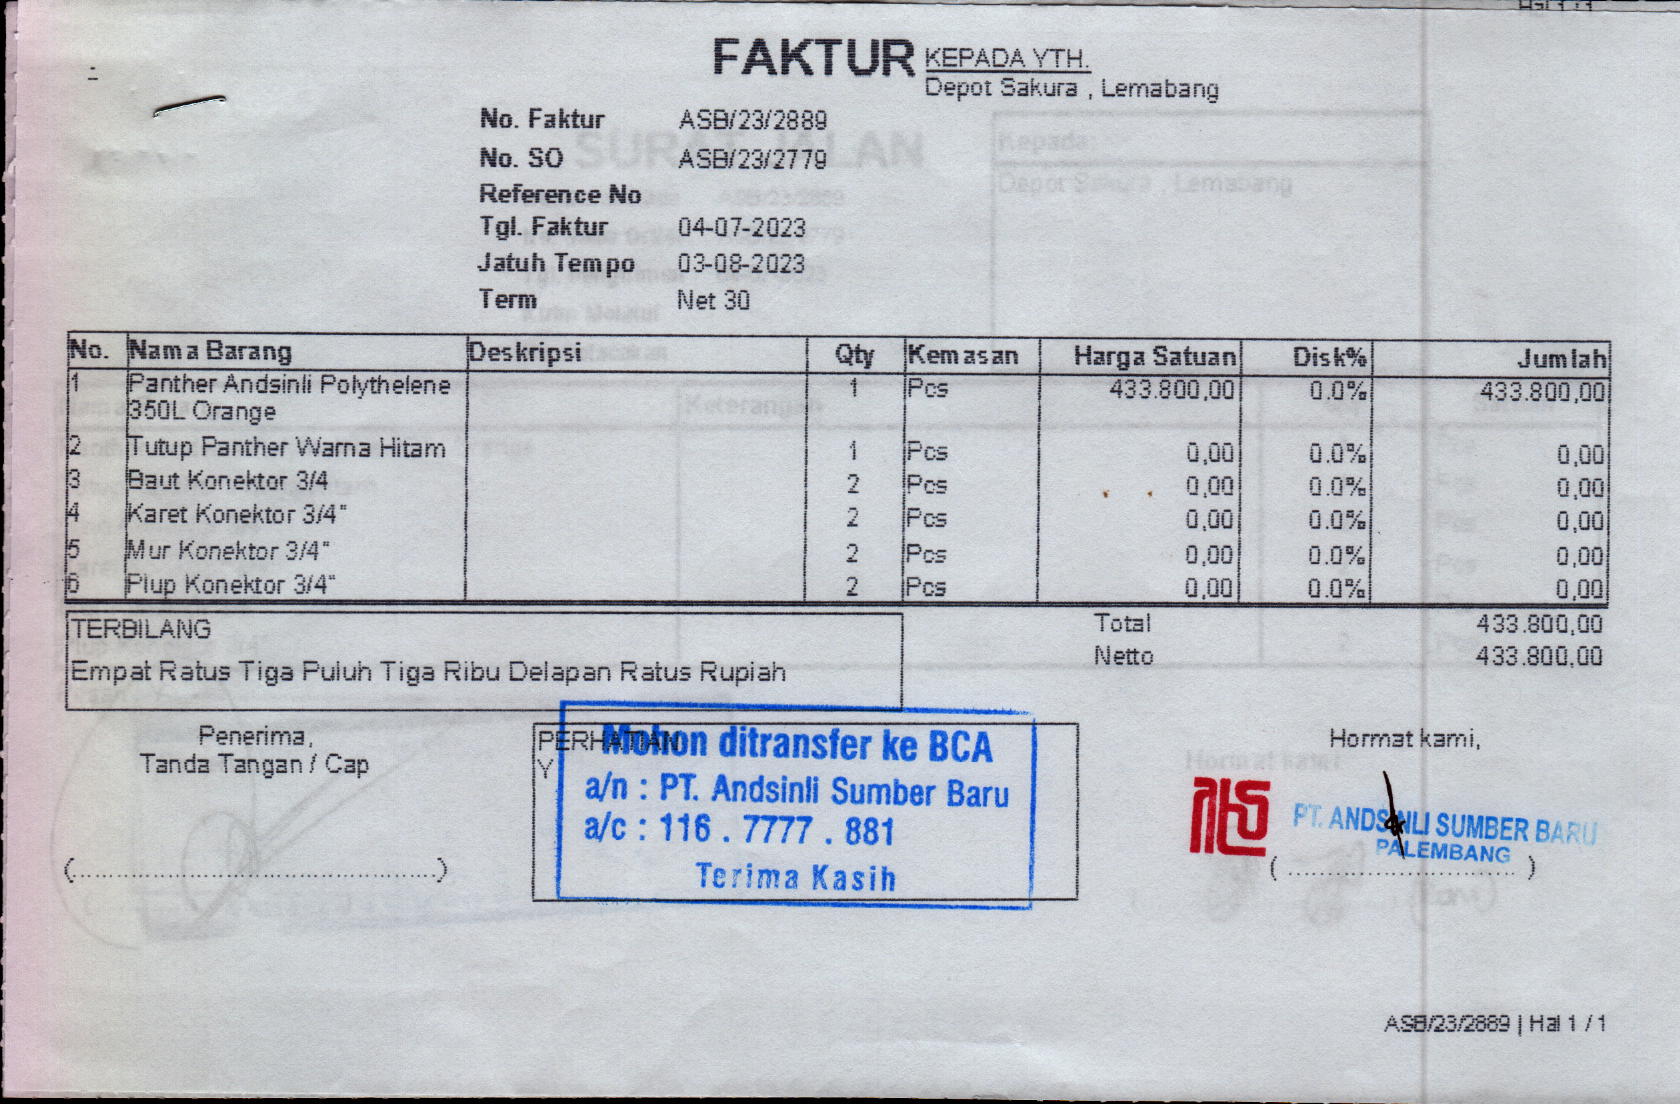 FAKTUR
KEPADA YTH.
Depot Sakura , Lemabang
No. Faktur ASB/23/2889
No. SO ASB/23/2779
Reference No
Tgl. Faktur 04-07-2023
Jatuh Tempo 03-08-2023
Term Net 30
No. Nama Barang Deskripsi Qty Kemasan Harga Satuan Disk% Jumlah
1 Panther Andsinli Polythelene 1 Pcs 433.800,00 0.0% 433.800,00
350L Orange
2 Tutup Panther Warna Hitam 1 Pcs 0,00 0.0% 0,00
3 Baut Konektor 3/4 2 Pcs 0,00 0.0% 0,00
4 Karet Konektor 3/4" 2 Pcs 0,00 0.0% 0,00
5 Mur Konektor 3/4" 2 Pcs 0,00 0.0% 0,00
6 Plup Konektor 3/4" 2 Pcs 0,00 0.0% 0,00
TERBILANG
Empat Ratus Tiga Puluh Tiga Ribu Delapan Ratus Rupiah
Total 433.800,00
Netto 433.800,00
Penerima,
Tanda Tangan / Cap
(........................................)
PERHATIAN
Y
Mohon ditransfer ke BCA
a/n : PT. Andsinli Sumber Baru
a/c : 116 . 7777 . 881
Terima Kasih
Hormat kami,
PT. ANDSINLI SUMBER BARU
PALEMBANG
( ............................ )
ASB/23/2889 | Hal 1 / 1